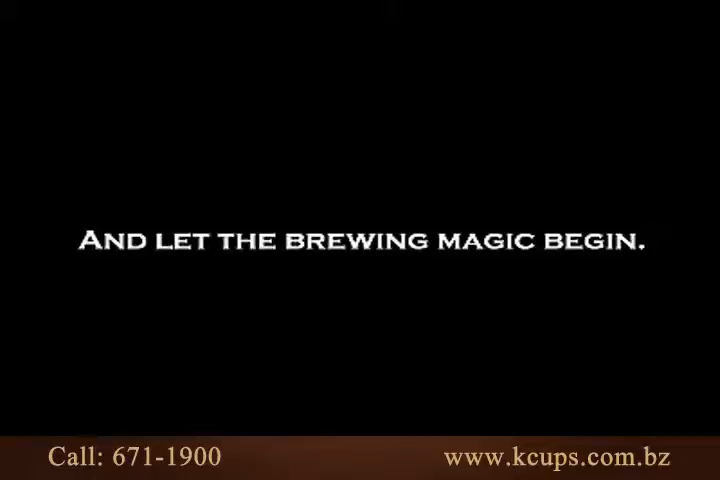 AND LET THE BREWING MAGIC BEGIN.
Call: 671-1900
www.kcups.com.bz